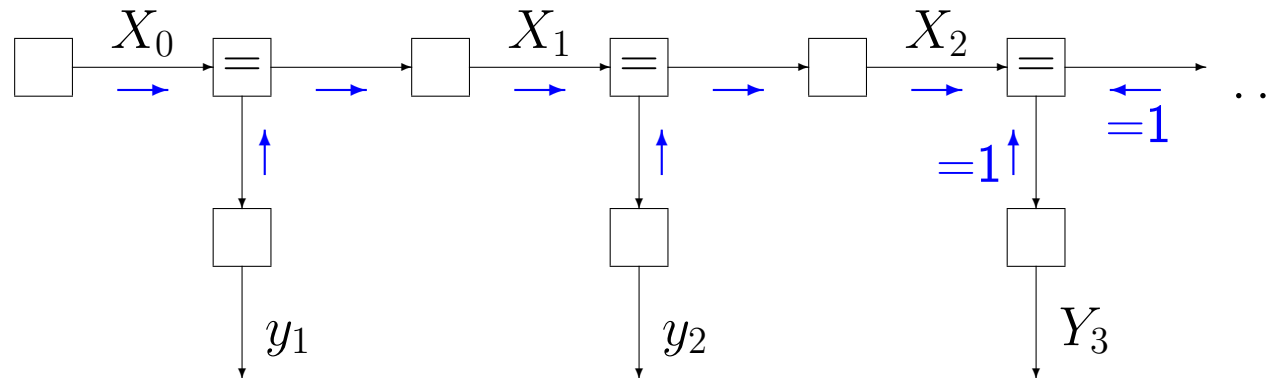 X₀ X₁ X₂
= = =
. .
=1
=1
y₁ y₂ Y₃